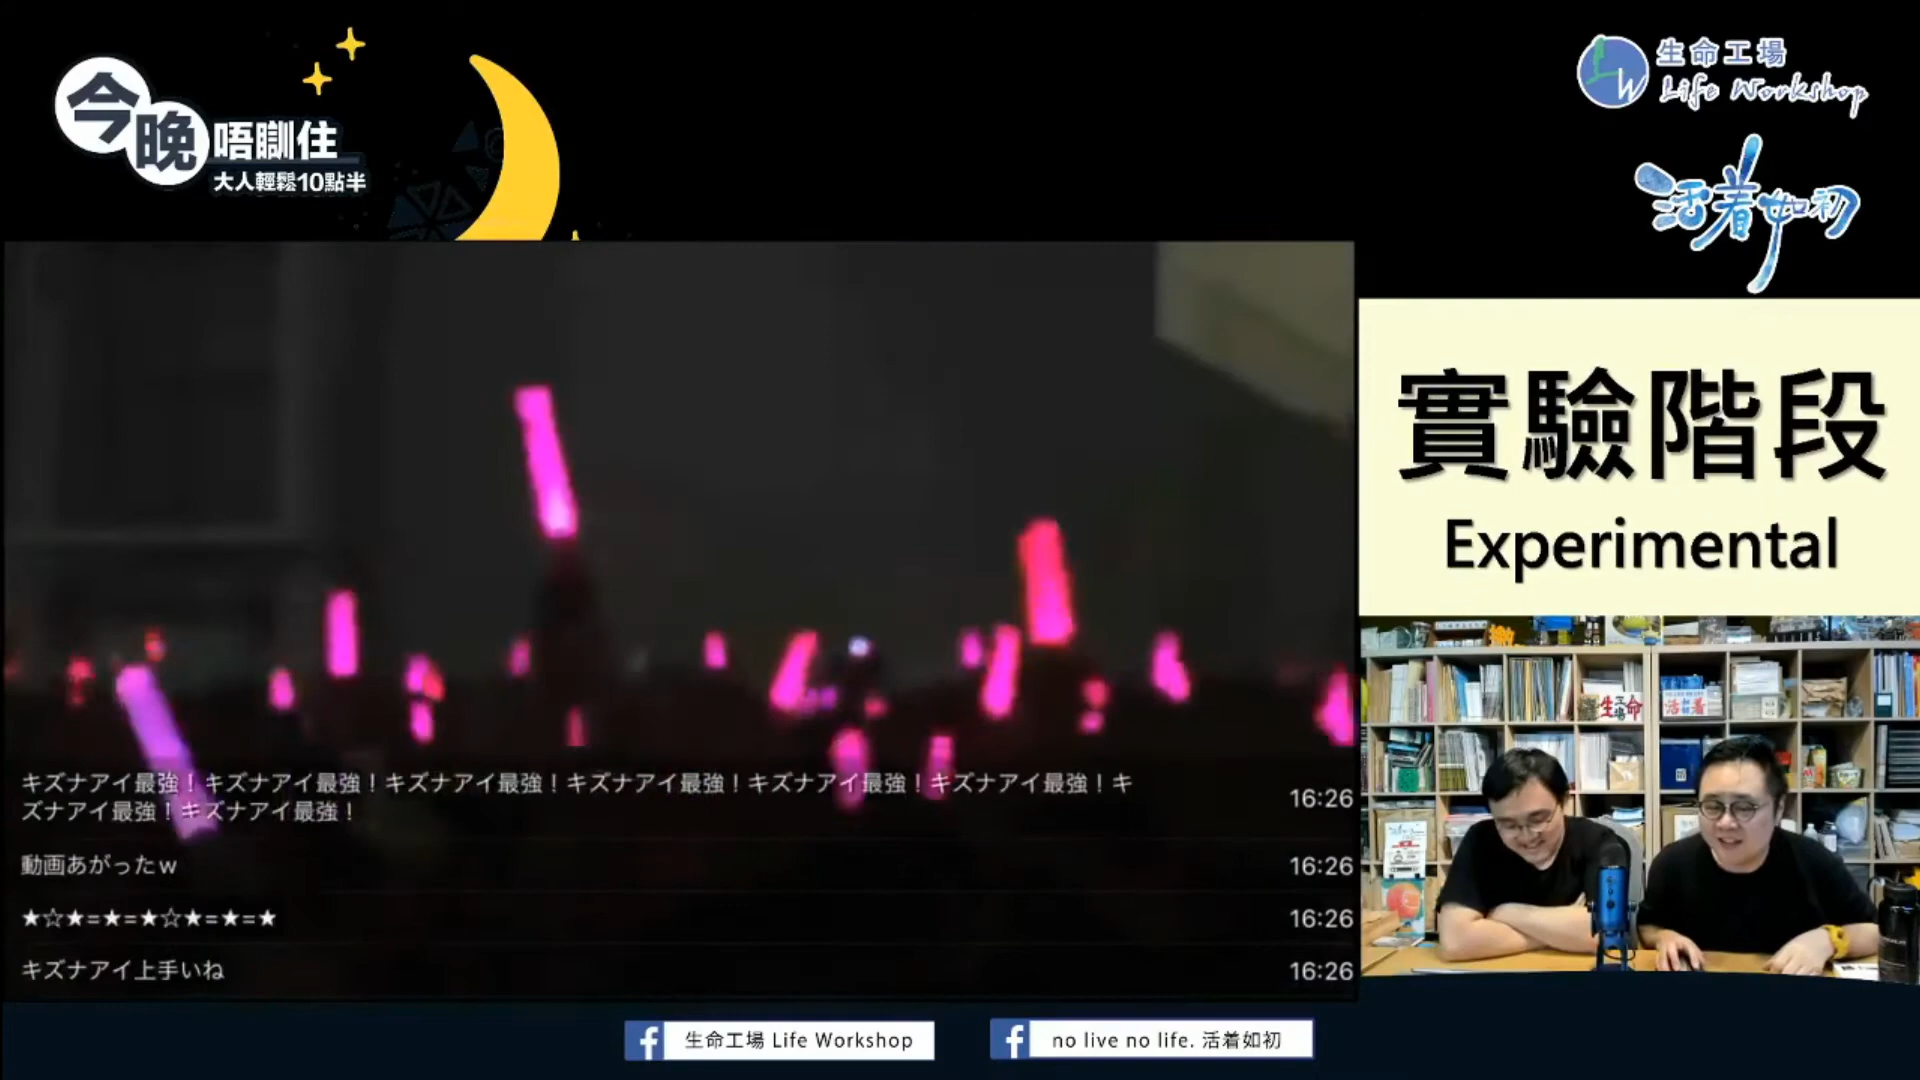 今晚
唔瞓住
大人輕鬆10點半
生命工場
Life Workshop
活着如初
實驗階段
Experimental
生命工場
活着
キズナアイ最強！キズナアイ最強！キズナアイ最強！キズナアイ最強！キズナアイ最強！キズナアイ最強！キ
ズナアイ最強！キズナアイ最強！
16:26
動画あがったｗ
16:26
★☆★=★=★☆★=★=★
16:26
キズナアイ上手いね
16:26
生命工場 Life Workshop
no live no life. 活着如初